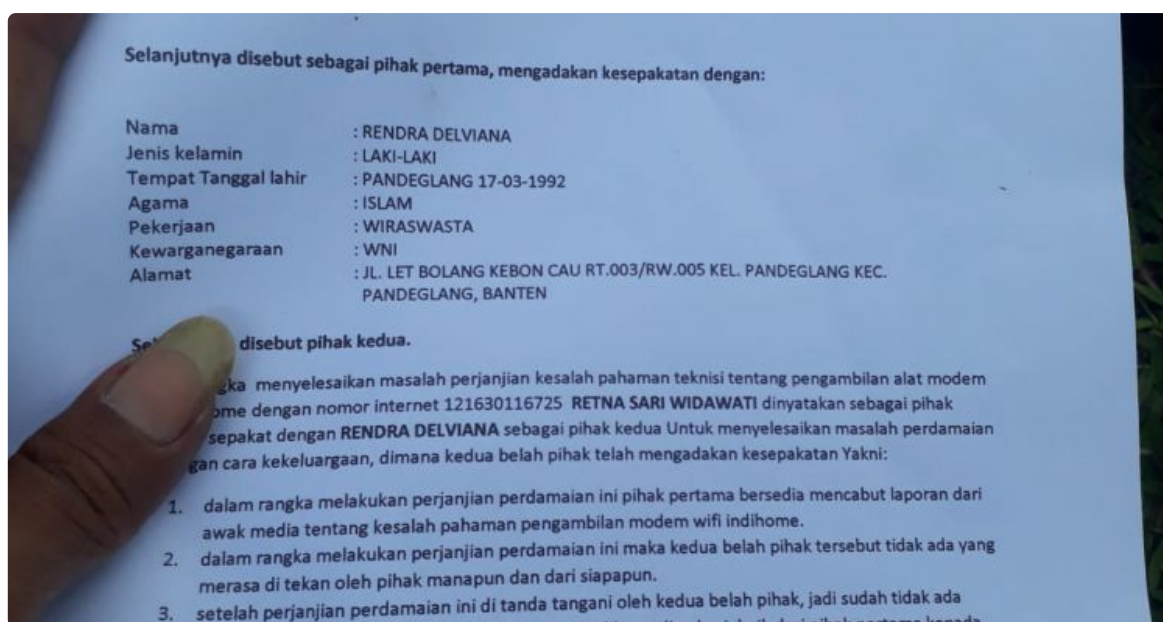 Selanjutnya disebut sebagai pihak pertama, mengadakan kesepakatan dengan:
Nama : RENDRA DELVIANA
Jenis kelamin : LAKI-LAKI
Tempat Tanggal lahir : PANDEGLANG 17-03-1992
Agama : ISLAM
Pekerjaan : WIRASWASTA
Kewarganegaraan : WNI
Alamat : JL. LET BOLANG KEBON CAU RT.003/RW.005 KEL. PANDEGLANG KEC.
PANDEGLANG, BANTEN
disebut pihak kedua.
menyelesaikan masalah perjanjian kesalah pahaman teknisi tentang pengambilan alat modem
dengan nomor internet 121630116725 RETNA SARI WIDAWATI dinyatakan sebagai pihak
sepakat dengan RENDRA DELVIANA sebagai pihak kedua Untuk menyelesaikan masalah perdamaian
cara kekeluargaan, dimana kedua belah pihak telah mengadakan kesepakatan Yakni:
1. dalam rangka melakukan perjanjian perdamaian ini pihak pertama bersedia mencabut laporan dari
awak media tentang kesalah pahaman pengambilan modem wifi indihome.
2. dalam rangka melakukan perjanjian perdamaian ini maka kedua belah pihak tersebut tidak ada yang
merasa di tekan oleh pihak manapun dan dari siapapun.
3. setelah perjanjian perdamaian ini di tanda tangani oleh kedua belah pihak, jadi sudah tidak ada